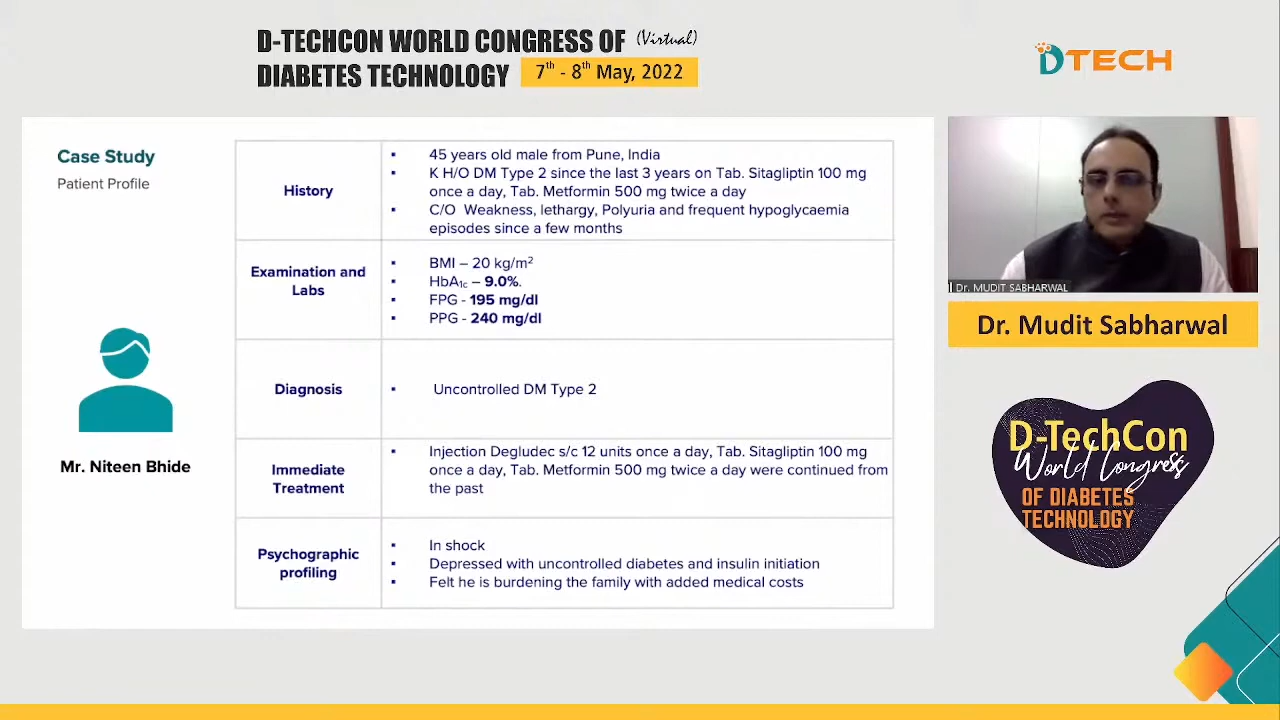 D-TECHCON WORLD CONGRESS OF (Virtual)
DIABETES TECHNOLOGY 7th - 8th May, 2022
DTECH
Case Study
Patient Profile
Mr. Niteen Bhide
History
▪ 45 years old male from Pune, India
▪ K H/O DM Type 2 since the last 3 years on Tab. Sitagliptin 100 mg
once a day, Tab. Metformin 500 mg twice a day
▪ C/O Weakness, lethargy, Polyuria and frequent hypoglycaemia
episodes since a few months
Examination and
Labs
▪ BMI – 20 kg/m²
▪ HbA₁c – 9.0%.
▪ FPG - 195 mg/dl
▪ PPG - 240 mg/dl
Diagnosis
▪ Uncontrolled DM Type 2
Immediate
Treatment
▪ Injection Degludec s/c 12 units once a day, Tab. Sitagliptin 100 mg
once a day, Tab. Metformin 500 mg twice a day were continued from
the past
Psychographic
profiling
▪ In shock
▪ Depressed with uncontrolled diabetes and insulin initiation
▪ Felt he is burdening the family with added medical costs
Dr. MUDIT SABHARWAL
Dr. Mudit Sabharwal
D-TechCon
World Congress
OF DIABETES
TECHNOLOGY